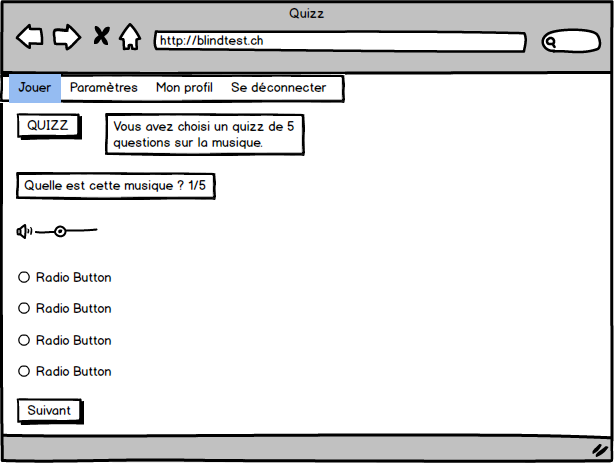 Quizz
http://blindtest.ch
Jouer Paramètres Mon profil Se déconnecter
QUIZZ
Vous avez choisi un quizz de 5
questions sur la musique.
Quelle est cette musique ? 1/5
Radio Button
Radio Button
Radio Button
Radio Button
Suivant